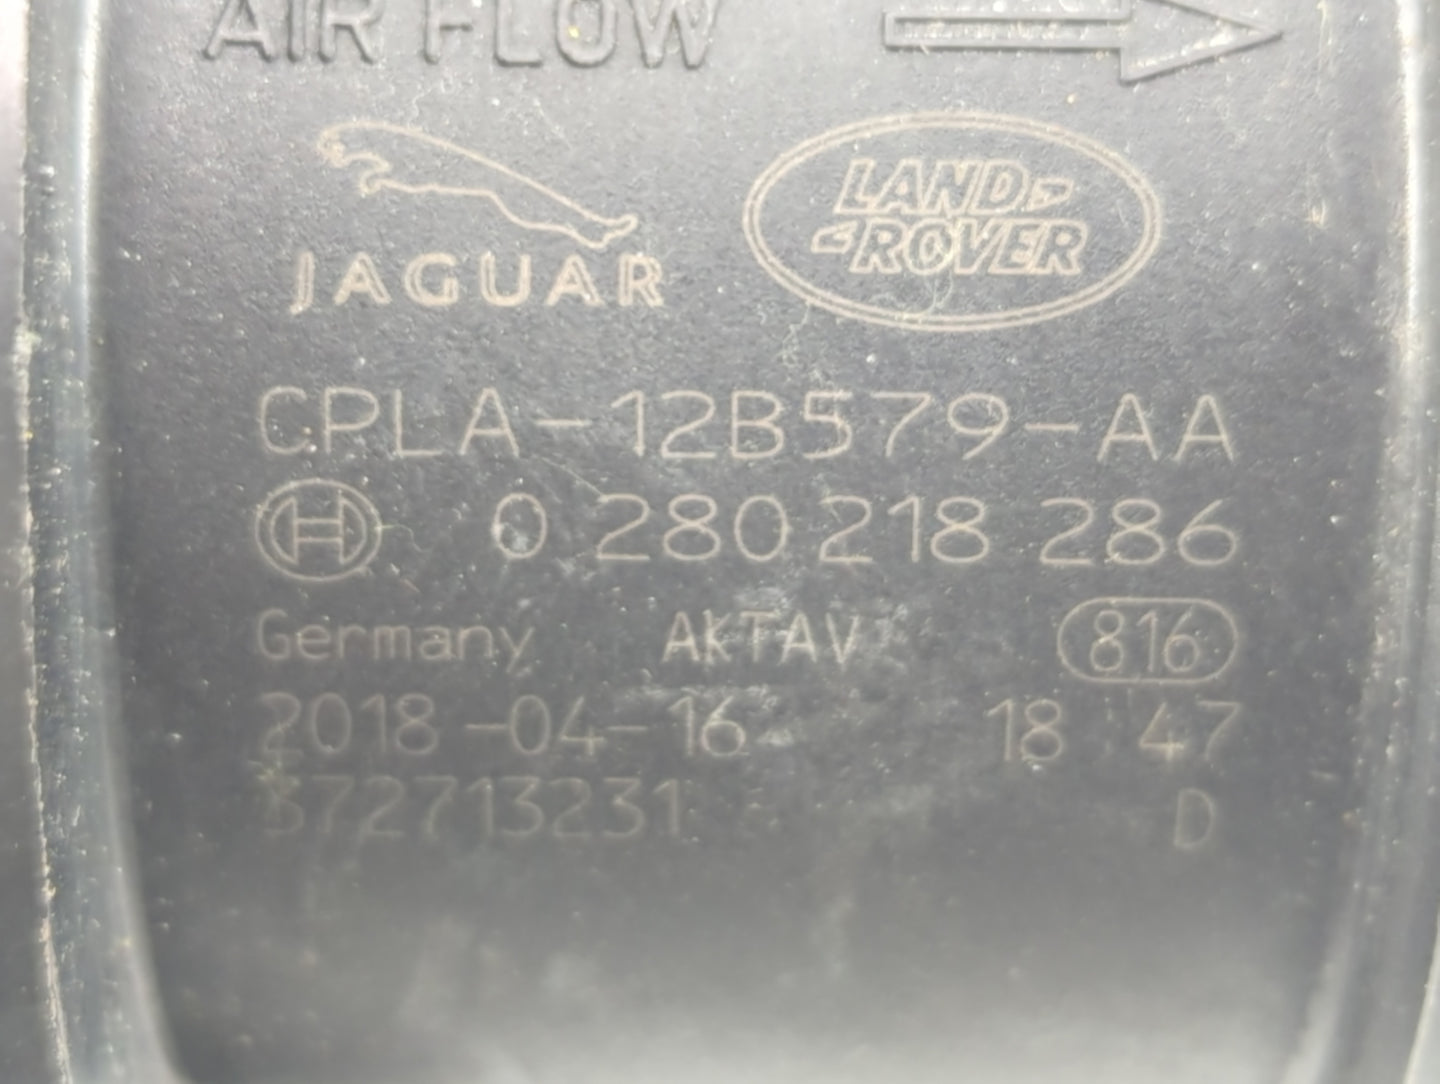 AIR FLOW
JAGUAR
LAND
ROVER
CPLA-12B579-AA
0 280 218 286
Germany AKTAV 816
2018-04-16 18 47
372713231 D